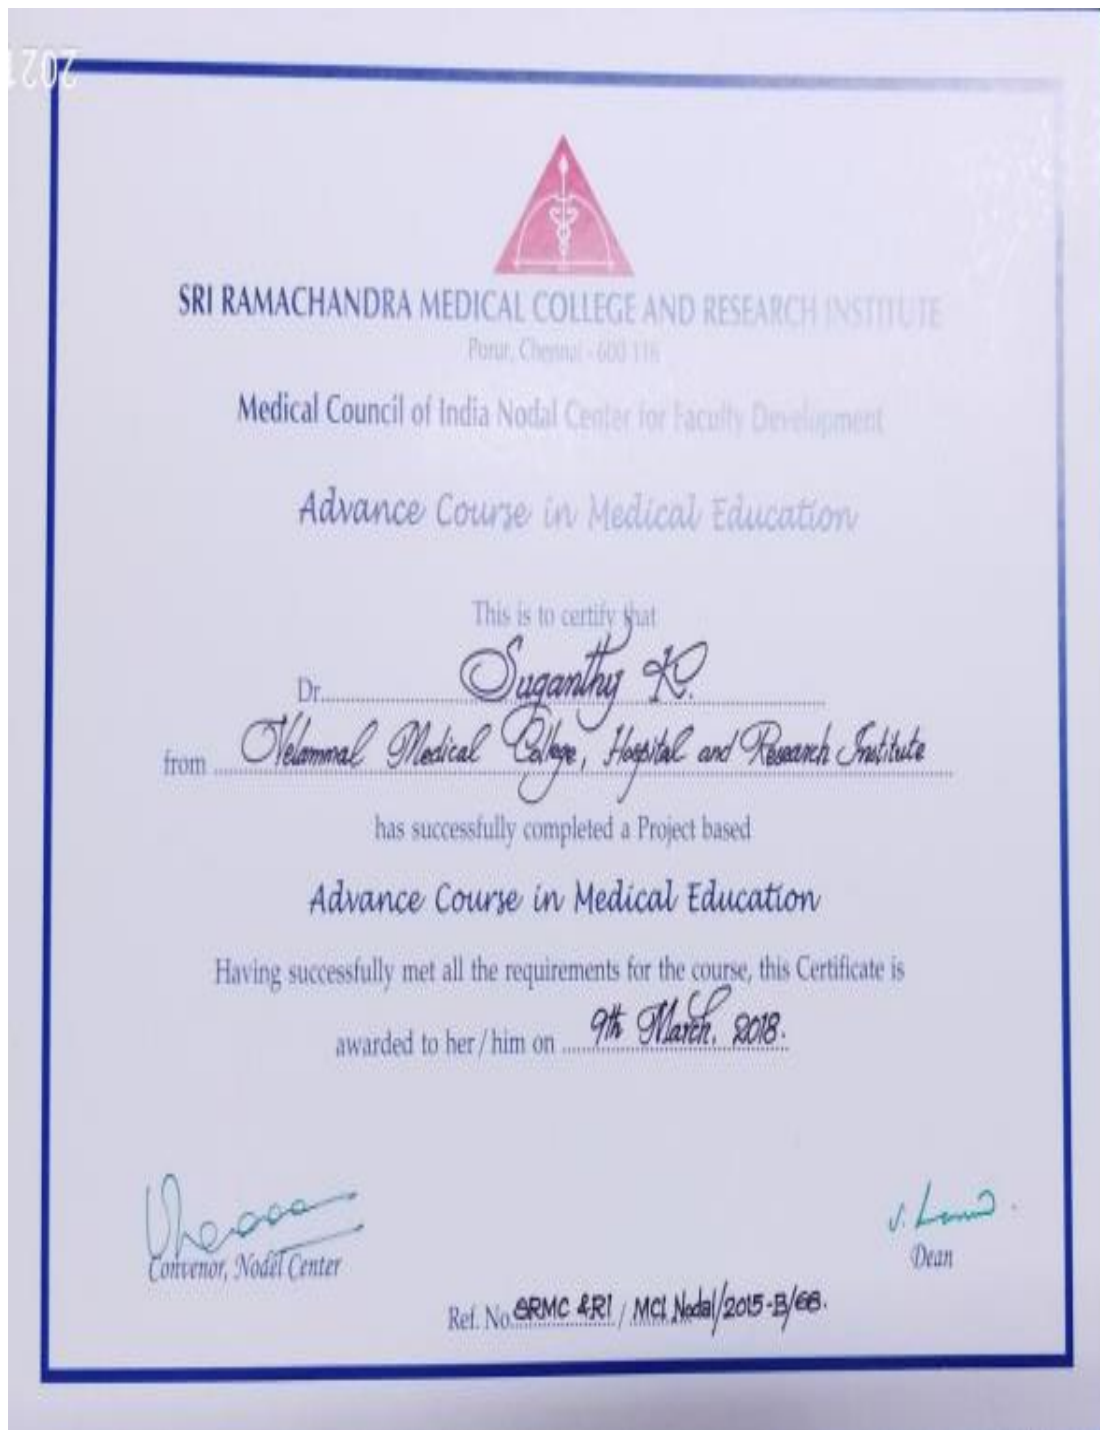 SRI RAMACHANDRA MEDICAL COLLEGE AND RESEARCH INSTITUTE
Porur, Chennai - 600 116
Medical Council of India Nodal Center for Faculty Development
Advance Course in Medical Education
This is to certify that
Dr. Suganthy K.
from Velammal Medical College, Hospital and Research Institute
has successfully completed a Project based
Advance Course in Medical Education
Having successfully met all the requirements for the course, this Certificate is
awarded to her/him on 9th March, 2018.
Convenor, Nodel Center
Dean
Ref. No. SRMC &RI / MCI Nodal/2015-B/68.